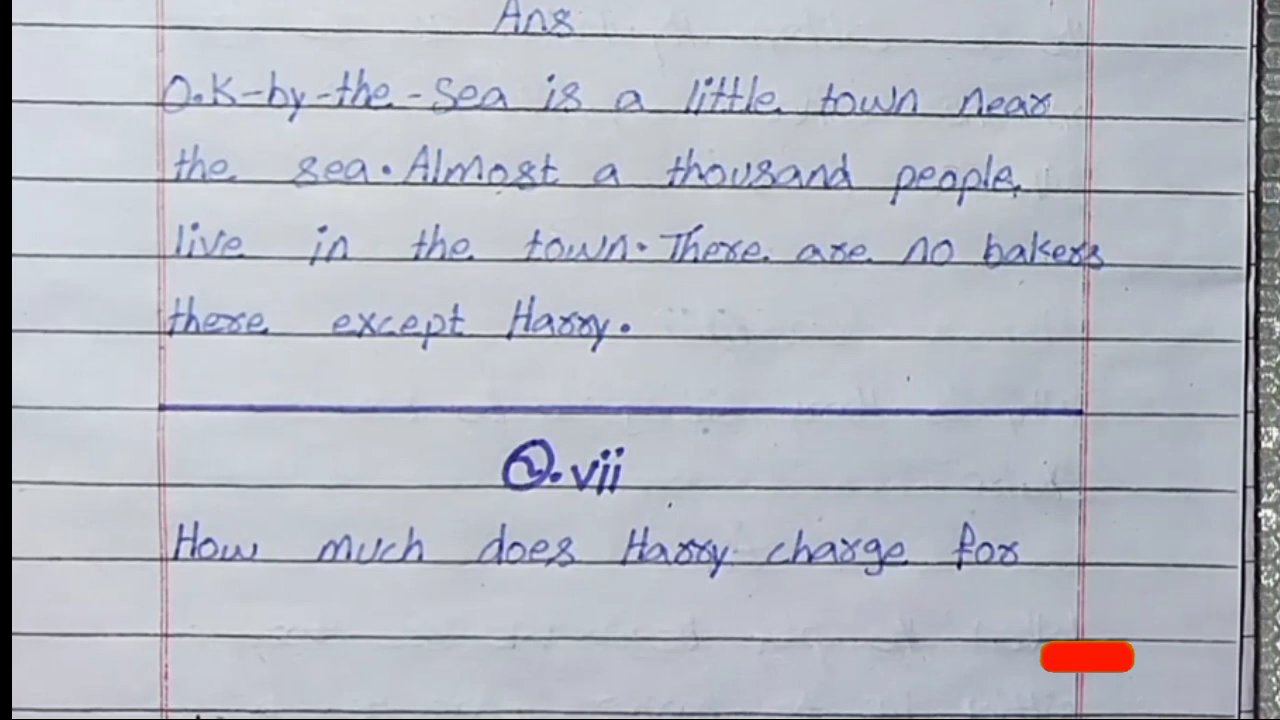 Ans
O.K-by-the-sea is a little town near
the sea. Almost a thousand people
live in the town. There are no bakers
there except Harry.
Q.vii
How much does Harry charge for